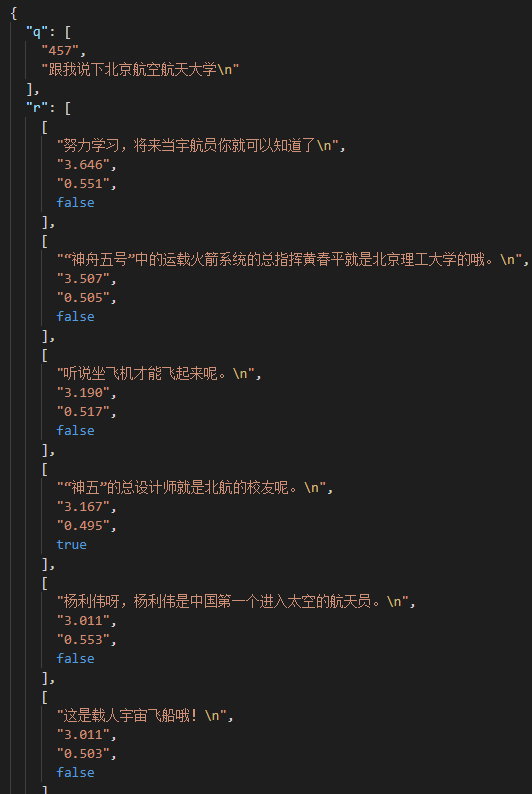 {
"q": [
"457",
"跟我说下北京航空航天大学\n"
],
"r": [
[
"努力学习，将来当宇航员你就可以知道了\n",
"3.646",
"0.551",
false
],
[
"“神舟五号”中的运载火箭系统的总指挥黄春平就是北京理工大学的哦。\n",
"3.507",
"0.505",
false
],
[
"听说坐飞机才能飞起来呢。\n",
"3.190",
"0.517",
false
],
[
"“神五”的总设计师就是北航的校友呢。\n",
"3.167",
"0.495",
true
],
[
"杨利伟呀，杨利伟是中国第一个进入太空的航天员。\n",
"3.011",
"0.553",
false
],
[
"这是载人宇宙飞船哦！\n",
"3.011",
"0.503",
false
]